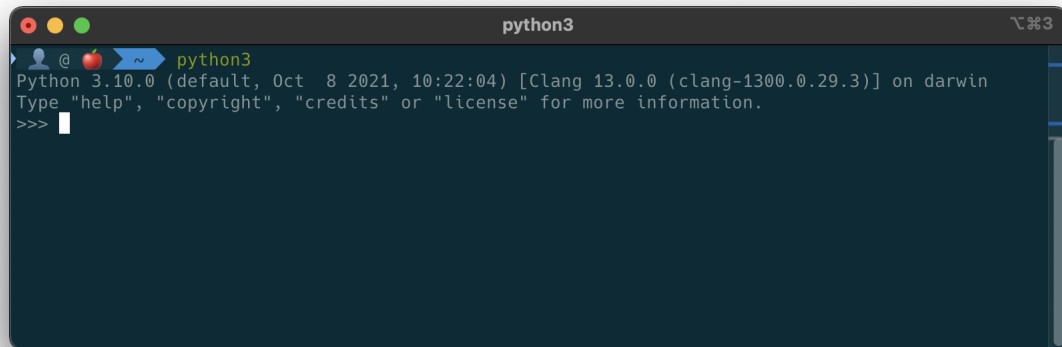 python3
⌥⌘3
👤 @ 🍎 ~ python3
Python 3.10.0 (default, Oct  8 2021, 10:22:04) [Clang 13.0.0 (clang-1300.0.29.3)] on darwin
Type "help", "copyright", "credits" or "license" for more information.
>>>